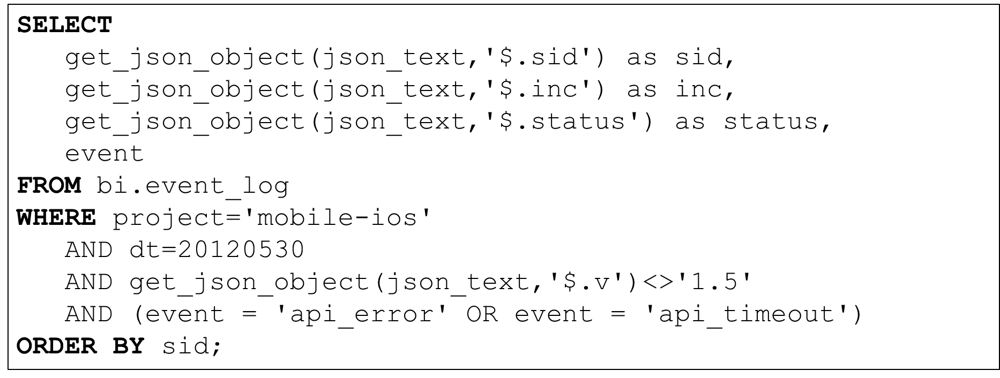 SELECT
get_json_object(json_text,'$.sid') as sid,
get_json_object(json_text,'$.inc') as inc,
get_json_object(json_text,'$.status') as status,
event
FROM bi.event_log
WHERE project='mobile-ios'
AND dt=20120530
AND get_json_object(json_text,'$.v')<>'1.5'
AND (event = 'api_error' OR event = 'api_timeout')
ORDER BY sid;